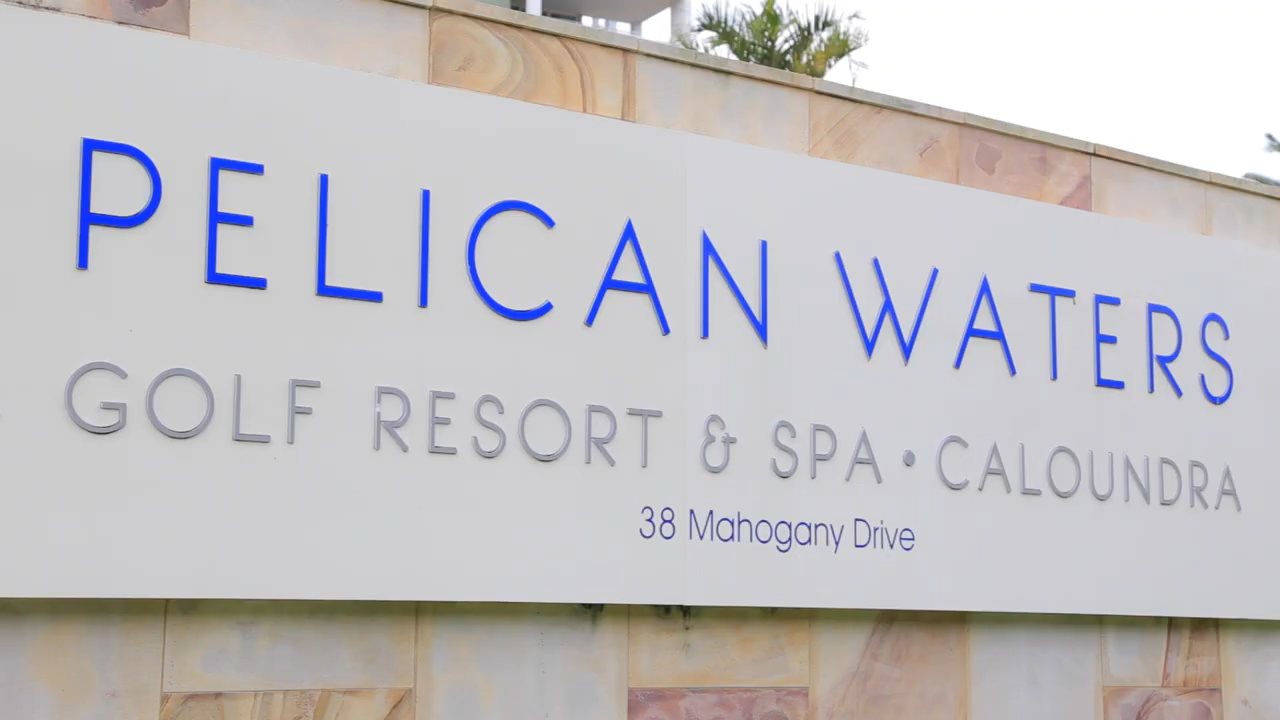 PELICAN WATERS
GOLF RESORT & SPA • CALOUNDRA
38 Mahogany Drive